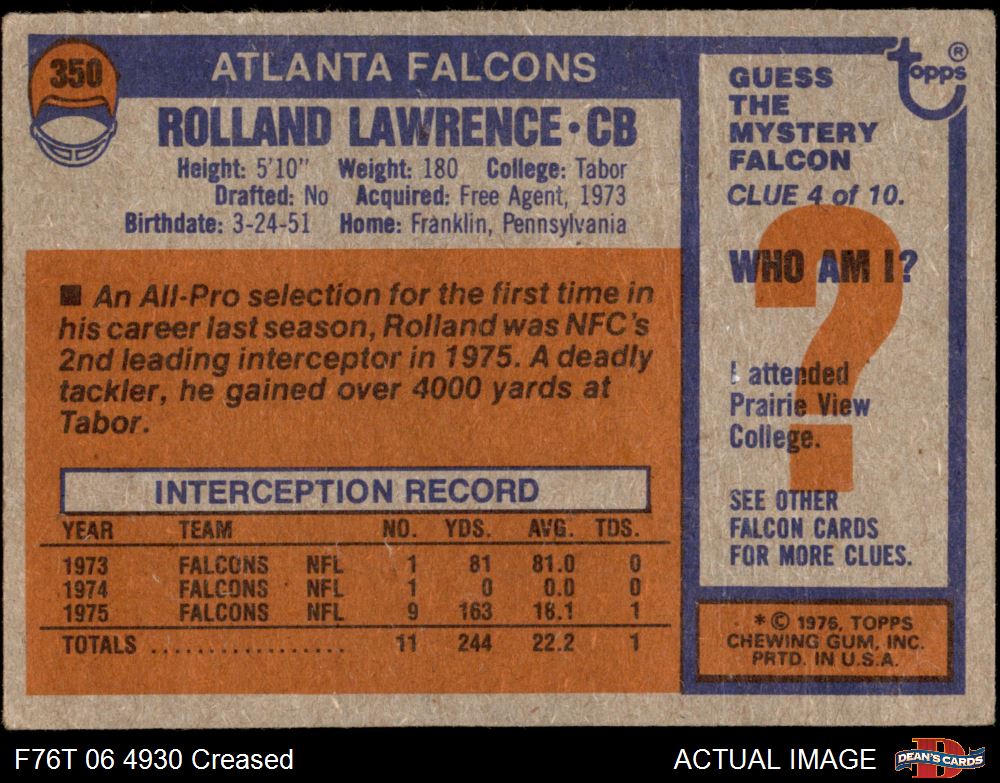 350
ATLANTA FALCONS
ROLLAND LAWRENCE • CB
Height: 5'10" Weight: 180 College: Tabor
Drafted: No Acquired: Free Agent, 1973
Birthdate: 3-24-51 Home: Franklin, Pennsylvania
■ An All-Pro selection for the first time in
his career last season, Rolland was NFC's
2nd leading interceptor in 1975. A deadly
tackler, he gained over 4000 yards at
Tabor.
INTERCEPTION RECORD
YEAR TEAM NO. YDS. AVG. TDS.
1973 FALCONS NFL 1 81 81.0 0
1974 FALCONS NFL 1 0 0.0 0
1975 FALCONS NFL 9 163 18.1 1
TOTALS ................. 11 244 22.2 1
topps ®
GUESS
THE
MYSTERY
FALCON
CLUE 4 of 10.
WHO AM I?
?
I attended
Prairie View
College.
SEE OTHER
FALCON CARDS
FOR MORE CLUES.
* © 1976, TOPPS
CHEWING GUM, INC.
PRTD. IN U.S.A.
F76T 06 4930 Creased
ACTUAL IMAGE
D
DEAN'S CARDS